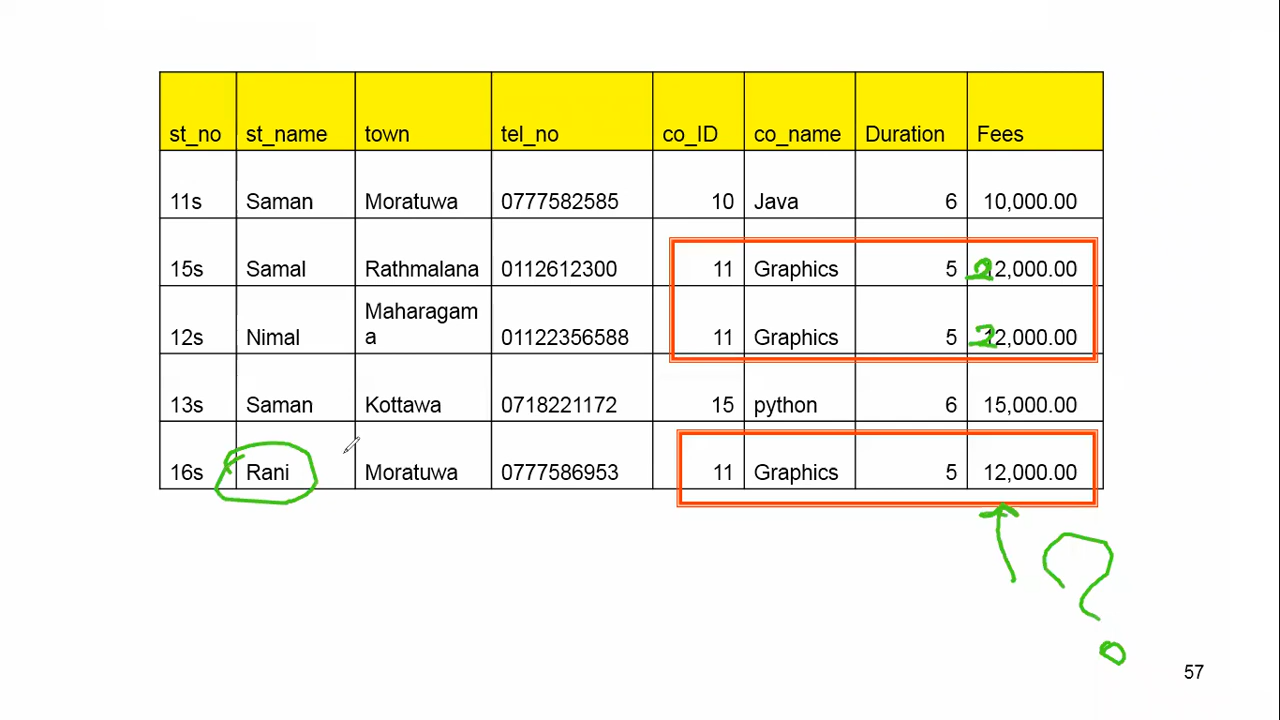 st_no st_name town tel_no co_ID co_name Duration Fees
11s Saman Moratuwa 0777582585 10 Java 6 10,000.00
15s Samal Rathmalana 0112612300 11 Graphics 5 2 12,000.00
Maharagam
12s Nimal a 01122356588 11 Graphics 5 2 12,000.00
13s Saman Kottawa 0718221172 15 python 6 15,000.00
16s Rani Moratuwa 0777586953 11 Graphics 5 12,000.00
?
57